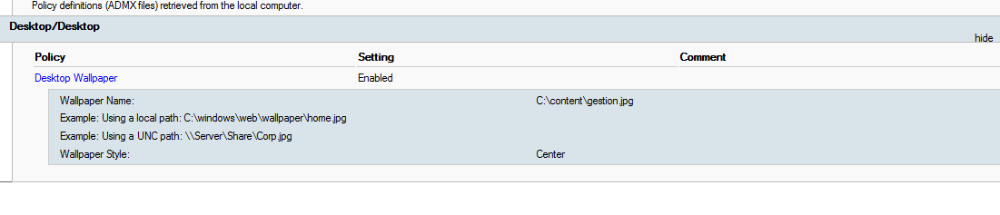 Policy definitions (ADMX files) retrieved from the local computer.
Desktop/Desktop
hide
Policy Setting Comment
Desktop Wallpaper Enabled
Wallpaper Name: C:\content\gestion.jpg
Example: Using a local path: C:\windows\web\wallpaper\home.jpg
Example: Using a UNC path: \\Server\Share\Corp.jpg
Wallpaper Style: Center